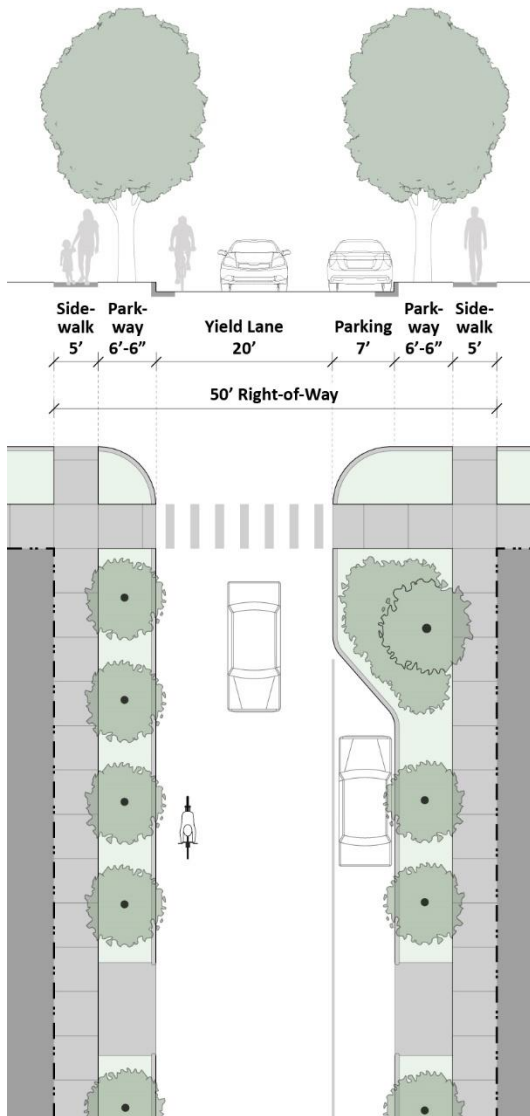 Side-
walk
5’
Park-
way
6’-6”
Yield Lane
20’
Parking
7’
Park-
way
6’-6”
Side-
walk
5’
50’ Right-of-Way